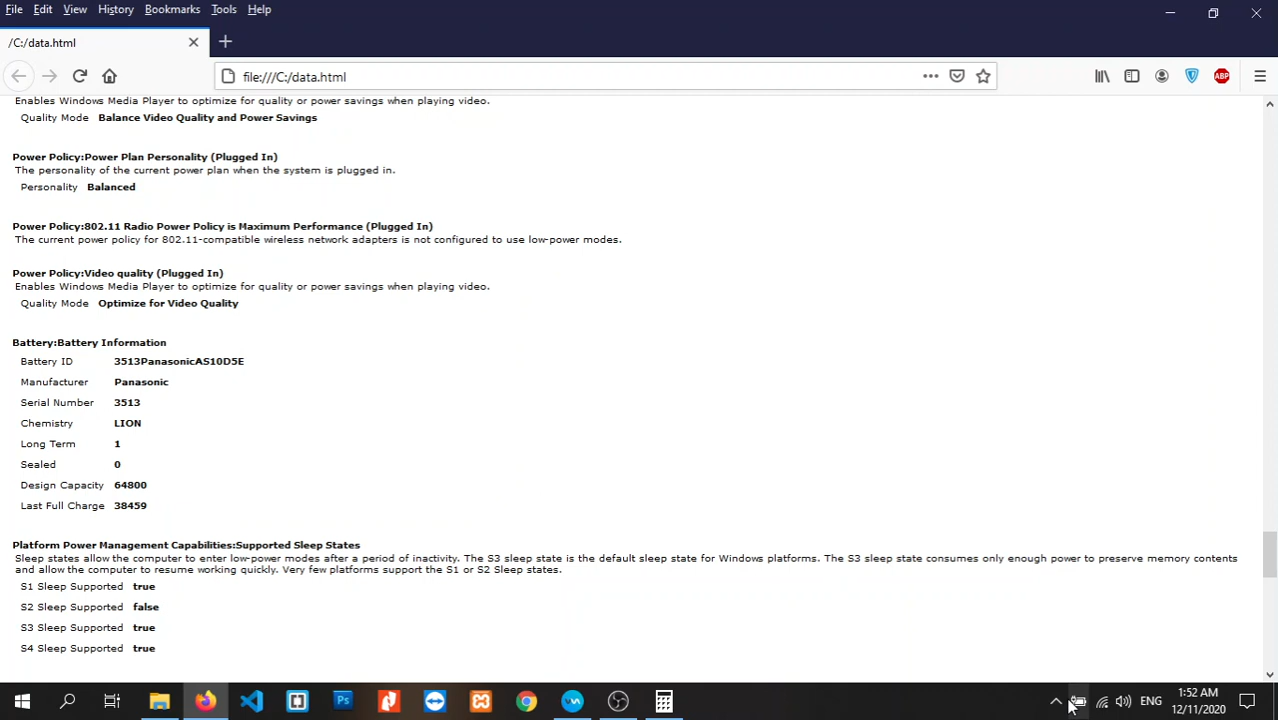 File Edit View History Bookmarks Tools Help
/C:/data.html
file:///C:/data.html
ABP
Enables Windows Media Player to optimize for quality or power savings when playing video.
Quality Mode Balance Video Quality and Power Savings
Power Policy:Power Plan Personality (Plugged In)
The personality of the current power plan when the system is plugged in.
Personality Balanced
Power Policy:802.11 Radio Power Policy is Maximum Performance (Plugged In)
The current power policy for 802.11-compatible wireless network adapters is not configured to use low-power modes.
Power Policy:Video quality (Plugged In)
Enables Windows Media Player to optimize for quality or power savings when playing video.
Quality Mode Optimize for Video Quality
Battery:Battery Information
Battery ID 3513PanasonicAS10D5E
Manufacturer Panasonic
Serial Number 3513
Chemistry LION
Long Term 1
Sealed 0
Design Capacity 64800
Last Full Charge 38459
Platform Power Management Capabilities:Supported Sleep States
Sleep states allow the computer to enter low-power modes after a period of inactivity. The S3 sleep state is the default sleep state for Windows platforms. The S3 sleep state consumes only enough power to preserve memory contents
and allow the computer to resume working quickly. Very few platforms support the S1 or S2 Sleep states.
S1 Sleep Supported true
S2 Sleep Supported false
S3 Sleep Supported true
S4 Sleep Supported true
Ps
ENG
1:52 AM
12/11/2020